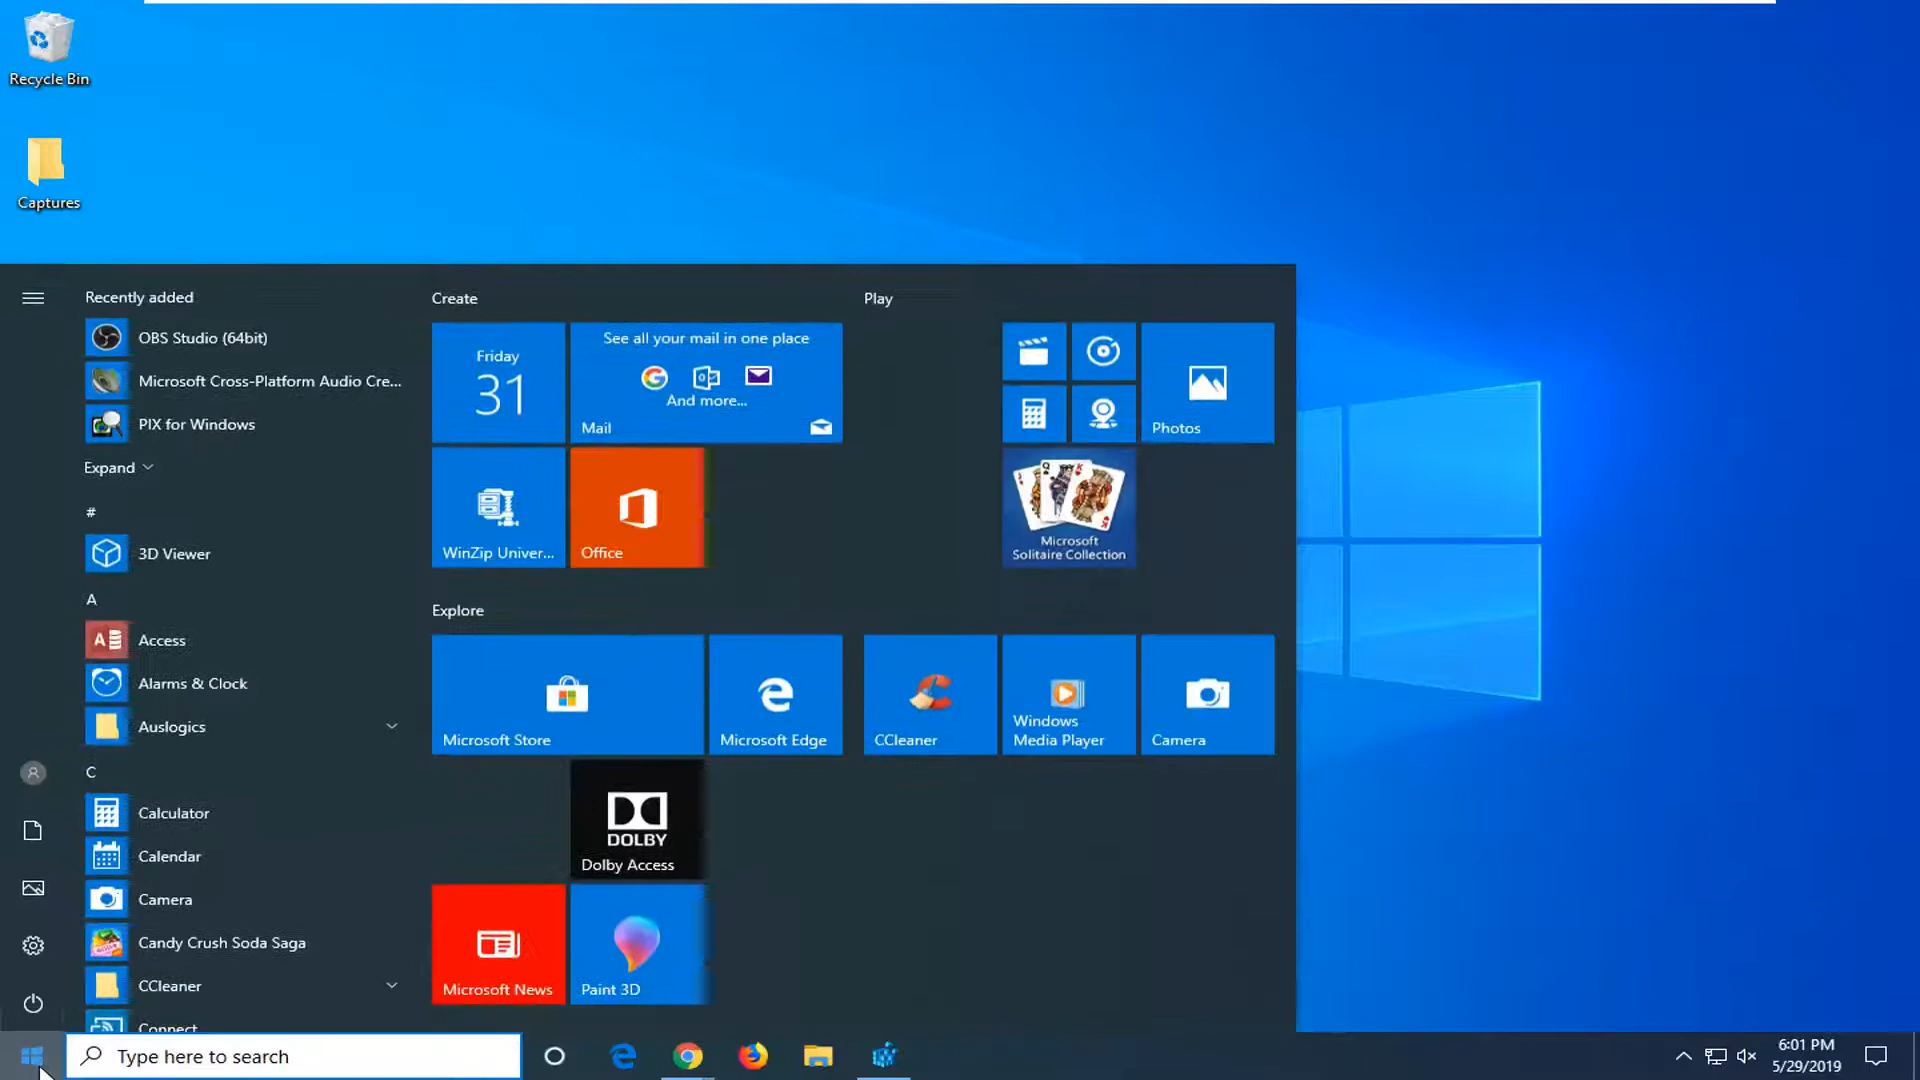 Recycle Bin
Captures
Recently added
OBS Studio (64bit)
Microsoft Cross-Platform Audio Cre...
PIX for Windows
Expand
#
3D Viewer
A
Access
Alarms & Clock
Auslogics
C
Calculator
Calendar
Camera
Candy Crush Soda Saga
CCleaner
Connect
Create
Friday
31
See all your mail in one place
And more...
Mail
WinZip Univer...
Office
Explore
Microsoft Store
Microsoft Edge
DOLBY
Dolby Access
Microsoft News
Paint 3D
Play
Photos
Microsoft
Solitaire Collection
CCleaner
Windows
Media Player
Camera
Type here to search
6:01 PM
5/29/2019